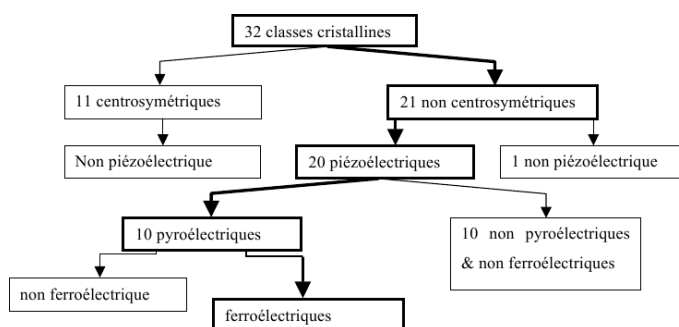 32 classes cristallines
11 centrosymétriques
21 non centrosymétriques
Non piézoélectrique
20 piézoélectriques
1 non piézoélectrique
10 pyroélectriques
10 non pyroélectriques
& non ferroélectriques
non ferroélectrique
ferroélectriques